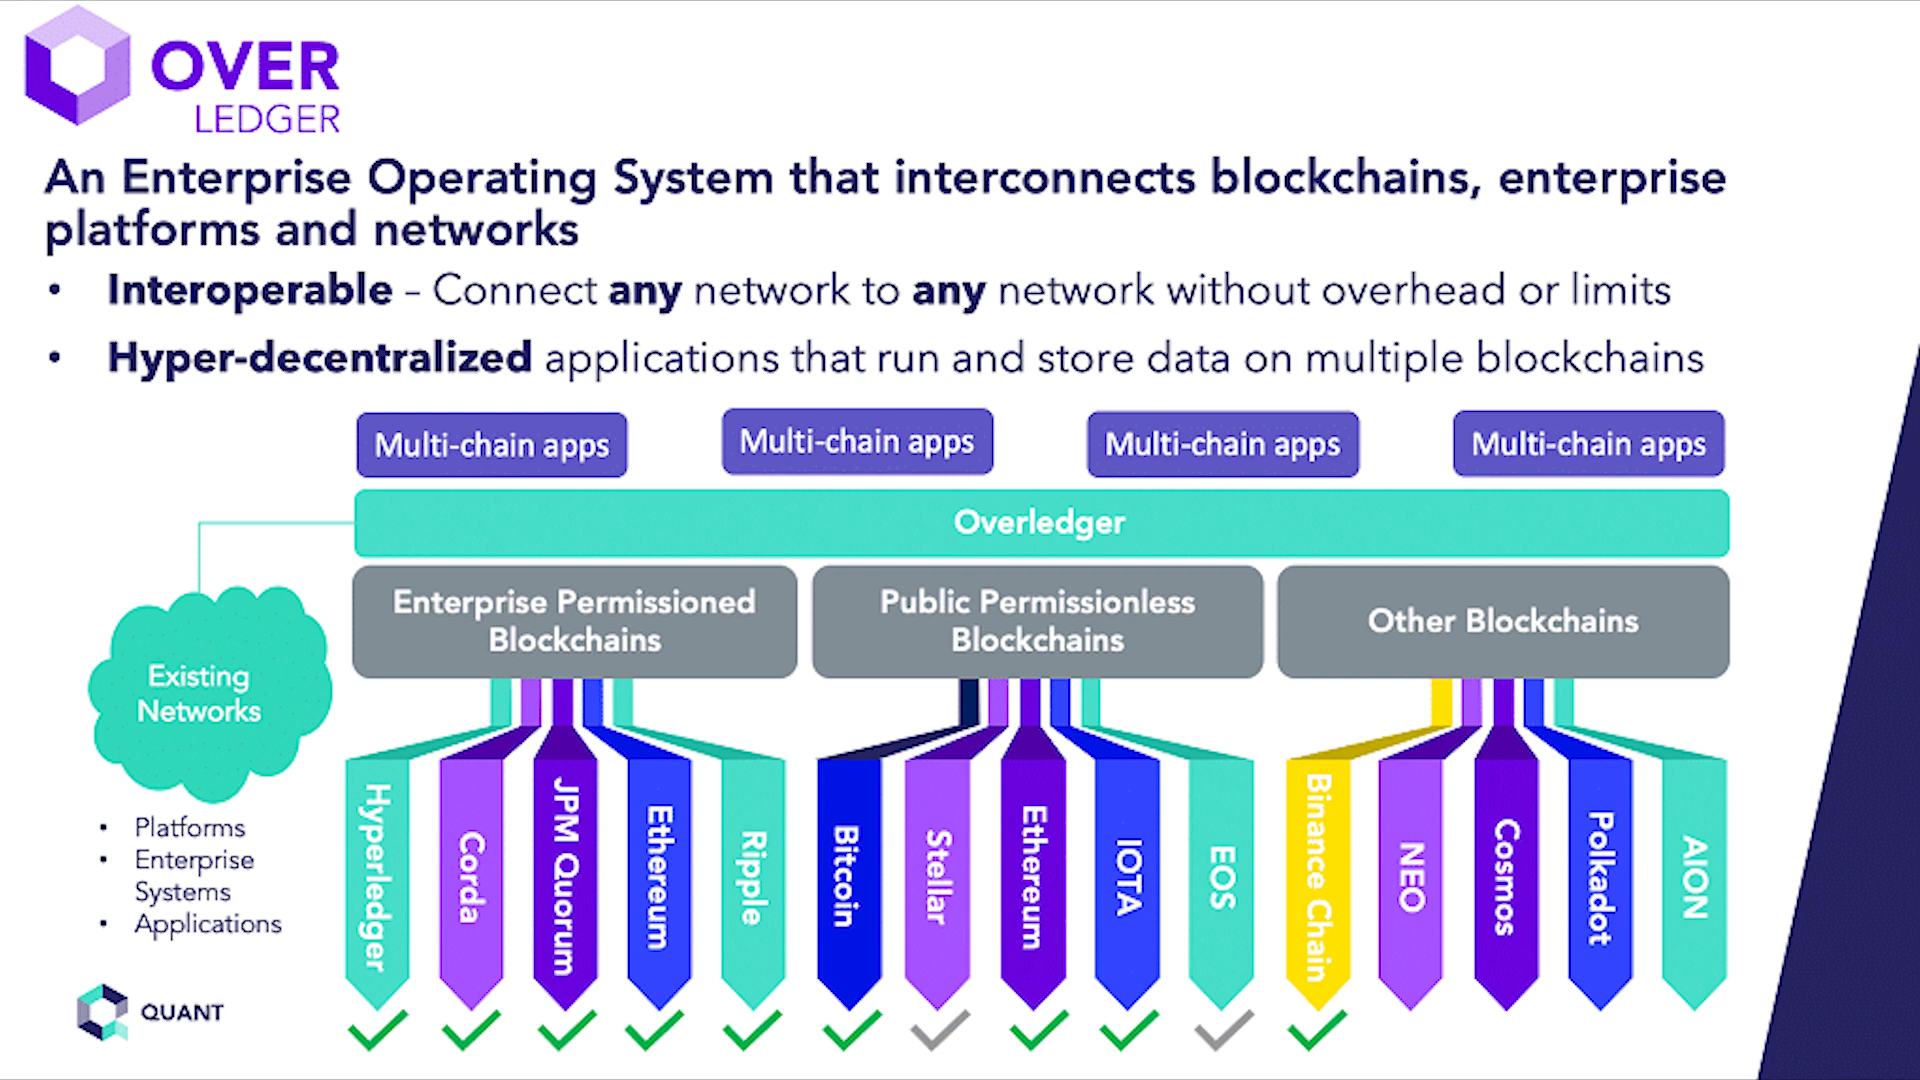 OVER
LEDGER
An Enterprise Operating System that interconnects blockchains, enterprise
platforms and networks
• Interoperable – Connect any network to any network without overhead or limits
• Hyper-decentralized applications that run and store data on multiple blockchains
Multi-chain apps
Multi-chain apps
Multi-chain apps
Multi-chain apps
Overledger
Enterprise Permissioned
Blockchains
Public Permissionless
Blockchains
Other Blockchains
Existing
Networks
• Platforms
• Enterprise
Systems
• Applications
Hyperledger
Corda
JPM Quorum
Ethereum
Ripple
Bitcoin
Stellar
Ethereum
IOTA
EOS
Binance Chain
NEO
Cosmos
Polkadot
AION
QUANT